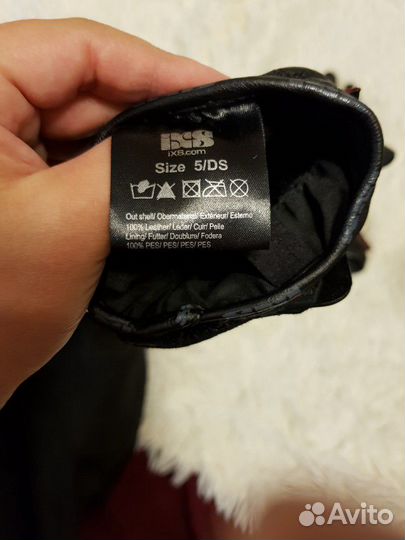 iXS
iXS.com
Size 5/DS
Out shell/ Obermaterial/ Extérieur/ Esterno
100% Leather/ Leder/ Cuir/ Pelle
Lining/ Futter/ Doublure/ Fodera
100% PES/ PES/ PES/ PES
Avito